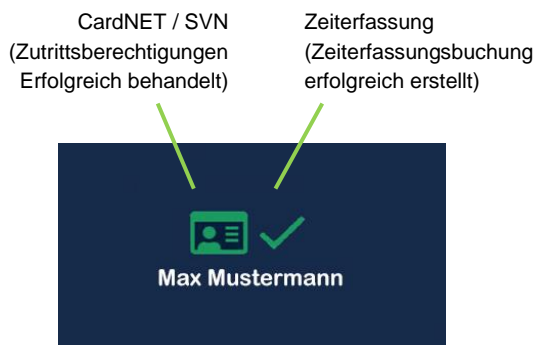 CardNET / SVN
(Zutrittsberechtigungen
Erfolgreich behandelt)
Zeiterfassung
(Zeiterfassungsbuchung
erfolgreich erstellt)
Max Mustermann